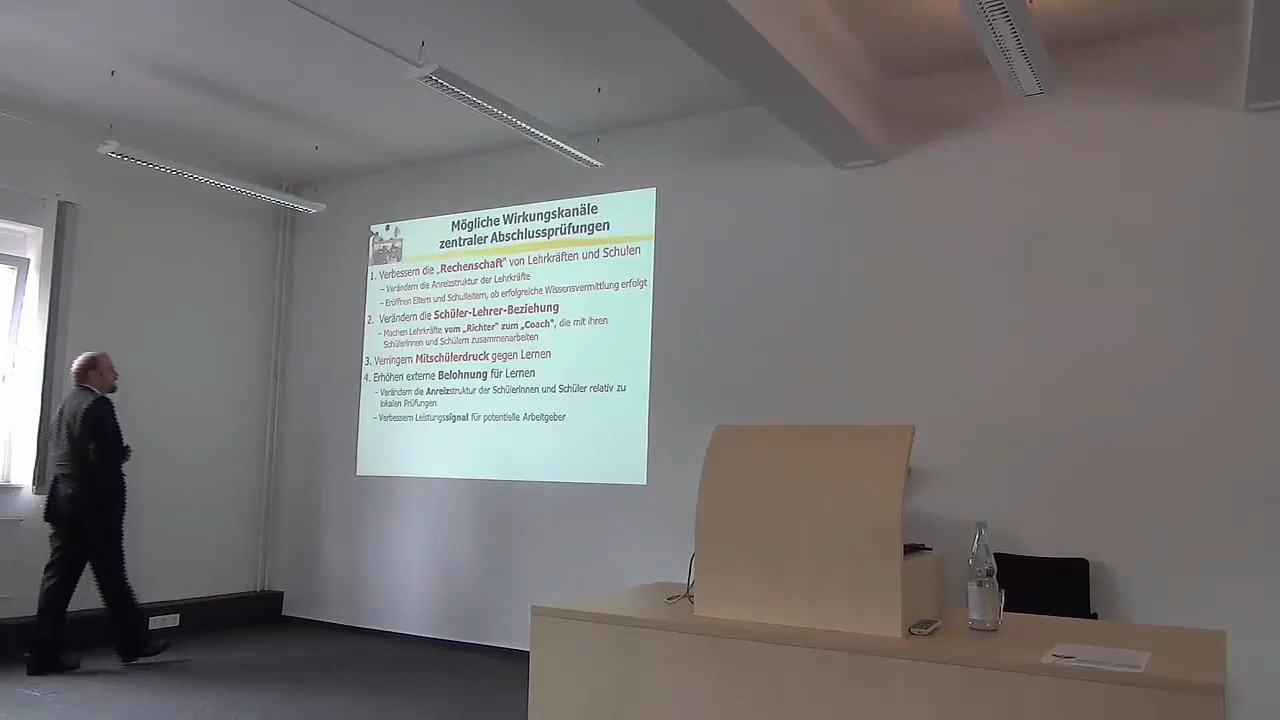 Mögliche Wirkungskanäle
zentraler Abschlussprüfungen
1. Verbessern die „Rechenschaft“ von Lehrkräften und Schulen
– Verändern die Anreizstruktur der Lehrkräfte
– Eröffnen Eltern und Schulleitern, ob erfolgreiche Wissensvermittlung erfolgt
2. Verändern die Schüler-Lehrer-Beziehung
– Machen Lehrkräfte vom „Richter“ zum „Coach“, die mit ihren
Schülerinnen und Schülern zusammenarbeiten
3. Verringern Mitschülerdruck gegen Lernen
4. Erhöhen externe Belohnung für Lernen
– Verändern die Anreizstruktur der Schülerinnen und Schüler relativ zu
lokalen Prüfungen
– Verbessern Leistungssignal für potentielle Arbeitgeber